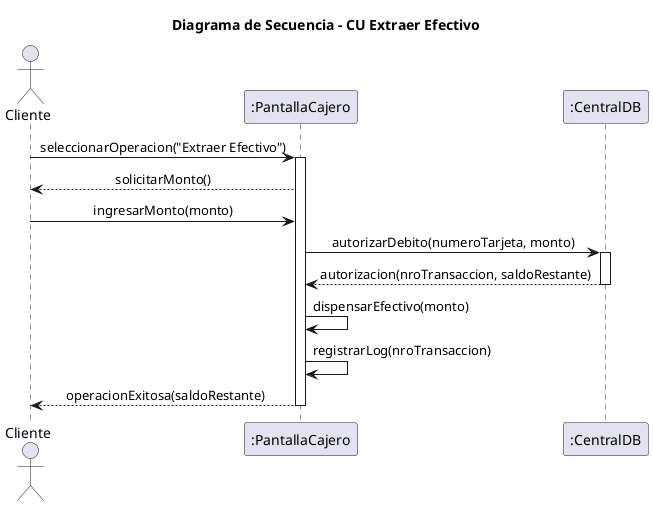 Diagrama de Secuencia - CU Extraer Efectivo
Cliente
:PantallaCajero
:CentralDB
seleccionarOperacion("Extraer Efectivo")
solicitarMonto()
ingresarMonto(monto)
autorizarDebito(numeroTarjeta, monto)
autorizacion(nroTransaccion, saldoRestante)
dispensarEfectivo(monto)
registrarLog(nroTransaccion)
operacionExitosa(saldoRestante)
Cliente
:PantallaCajero
:CentralDB